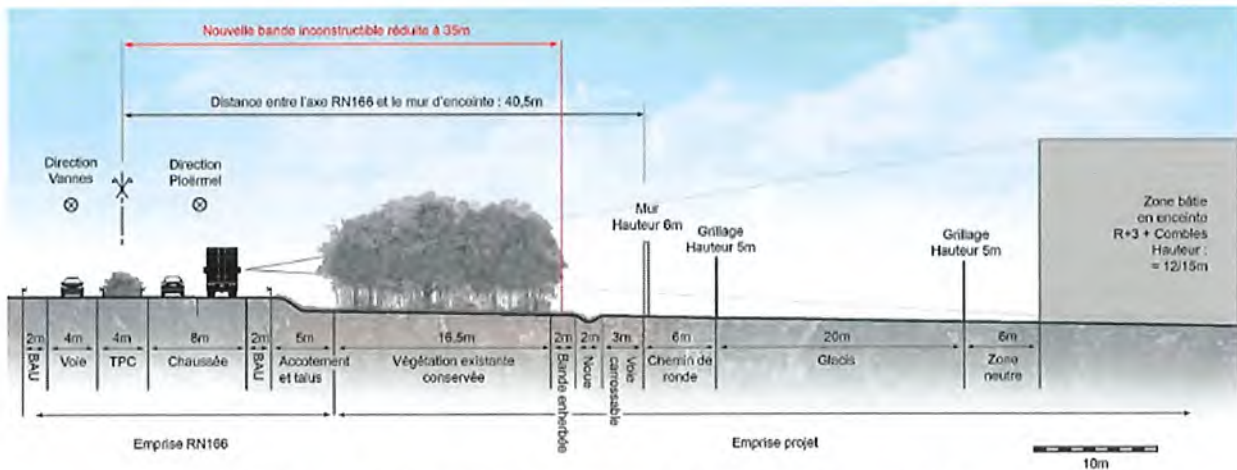 Nouvelle bande inconstructible réduite à 35m
Distance entre l'axe RN166 et le mur d'enceinte : 40,5m
Direction
Vannes
Direction
Ploërmel
Mur
Hauteur 6m
Grillage
Hauteur 5m
Grillage
Hauteur 5m
Zone bâtie
en enceinte
R+3 + Combles
Hauteur :
= 12/15m
2m
4m
4m
8m
2m
5m
16,5m
2m
2m
3m
6m
20m
6m
BAU
Voie
TPC
Chaussée
BAU
Accotement
et talus
Végétation existante
conservée
Bande enherbée
Noue
Voie
carrossable
Chemin de
ronde
Glacis
Zone
neutre
Emprise RN166
Emprise projet
10m